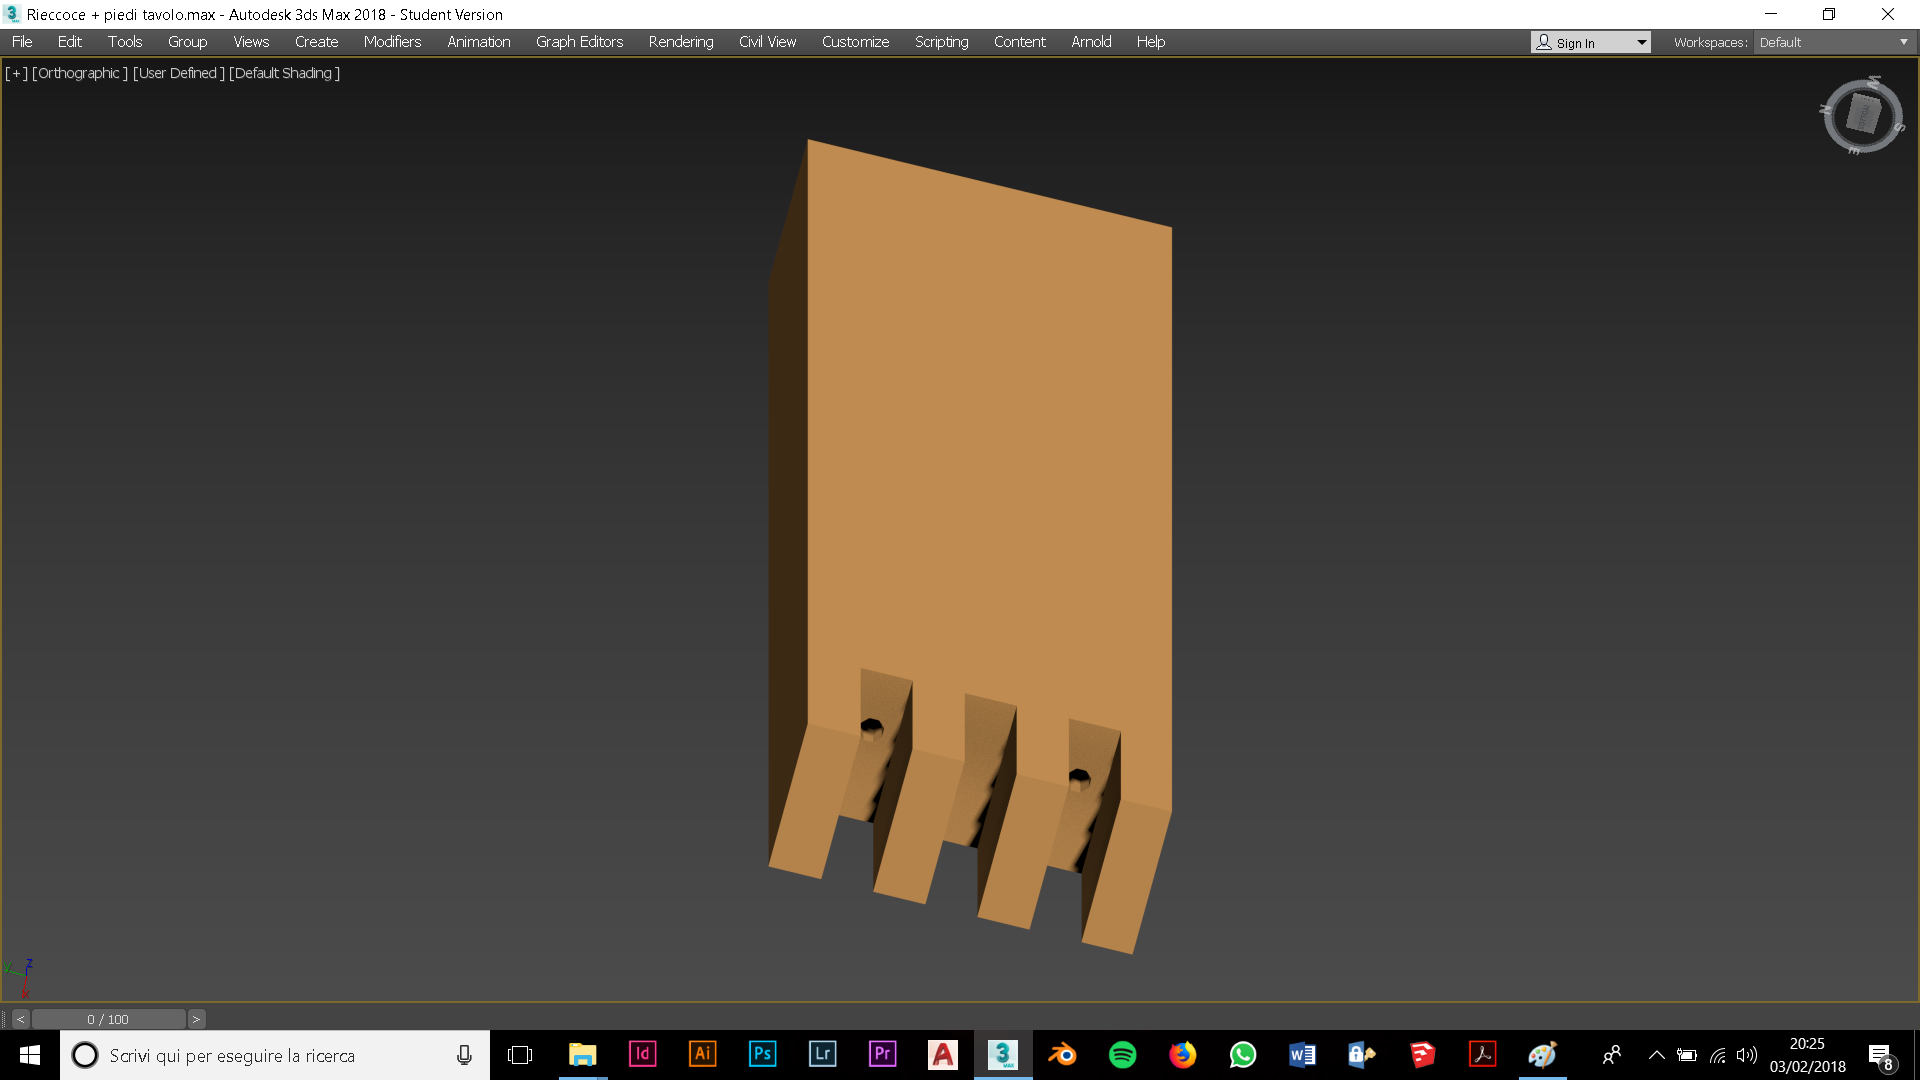 Rieccoce + piedi tavolo.max - Autodesk 3ds Max 2018 - Student Version
File Edit Tools Group Views Create Modifiers Animation Graph Editors Rendering Civil View Customize Scripting Content Arnold Help Sign In Workspaces: Default
[+] [Orthographic ] [User Defined ] [Default Shading ]
W
N
S
E
z
y
x
< 0 / 100 >
Scrivi qui per eseguire la ricerca
Id Ai Ps Lr Pr A 3 MAX W
20:25
03/02/2018
8